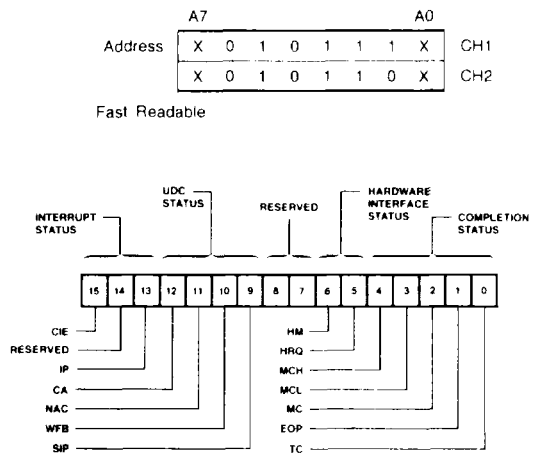 A7 A0
Address X 0 1 0 1 1 1 X CH1
X 0 1 0 1 1 0 X CH2
Fast Readable
INTERRUPT STATUS
UDC STATUS
RESERVED
HARDWARE INTERFACE STATUS
COMPLETION STATUS
15 14 13 12 11 10 9 8 7 6 5 4 3 2 1 0
CIE
RESERVED
IP
CA
NAC
WFB
SIP
HM
HRQ
MCH
MCL
MC
EOP
TC